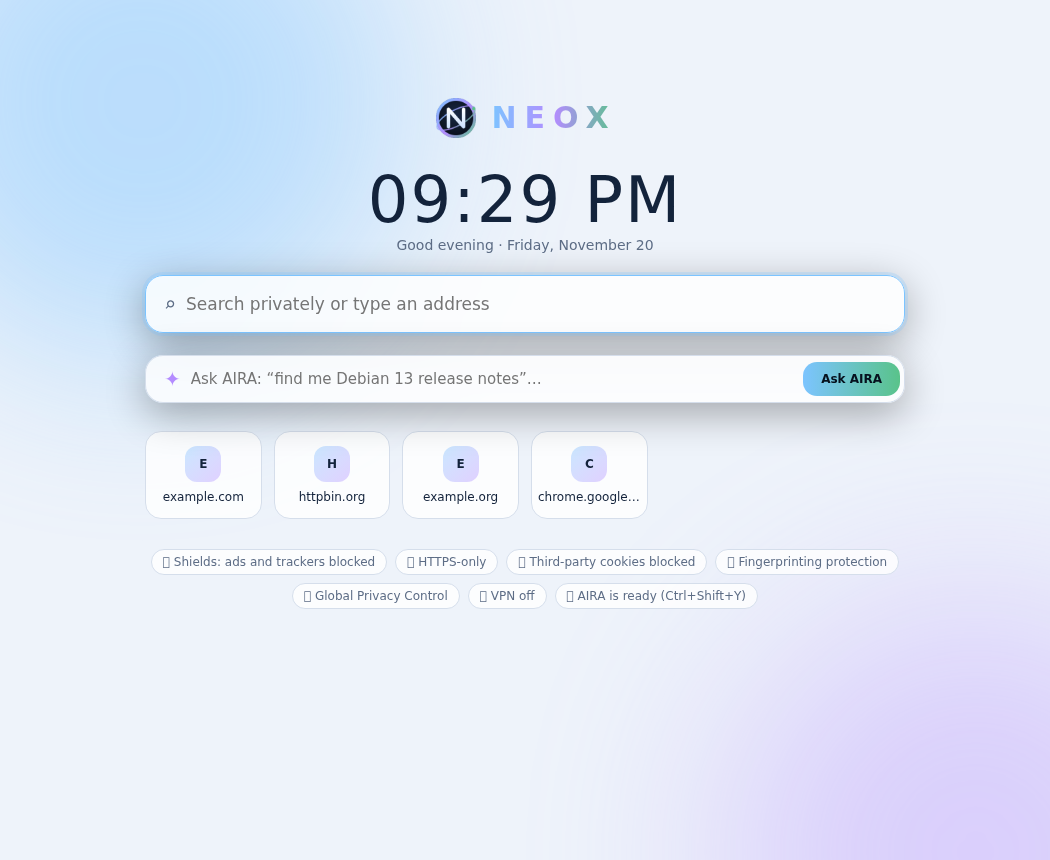 N NEOX
09:29 PM
Good evening · Friday, November 20
Search privately or type an address
Ask AIRA: “find me Debian 13 release notes”…
Ask AIRA
E
H
E
C
example.com
httpbin.org
example.org
chrome.google…
Shields: ads and trackers blocked
HTTPS-only
Third-party cookies blocked
Fingerprinting protection
Global Privacy Control
VPN off
AIRA is ready (Ctrl+Shift+Y)